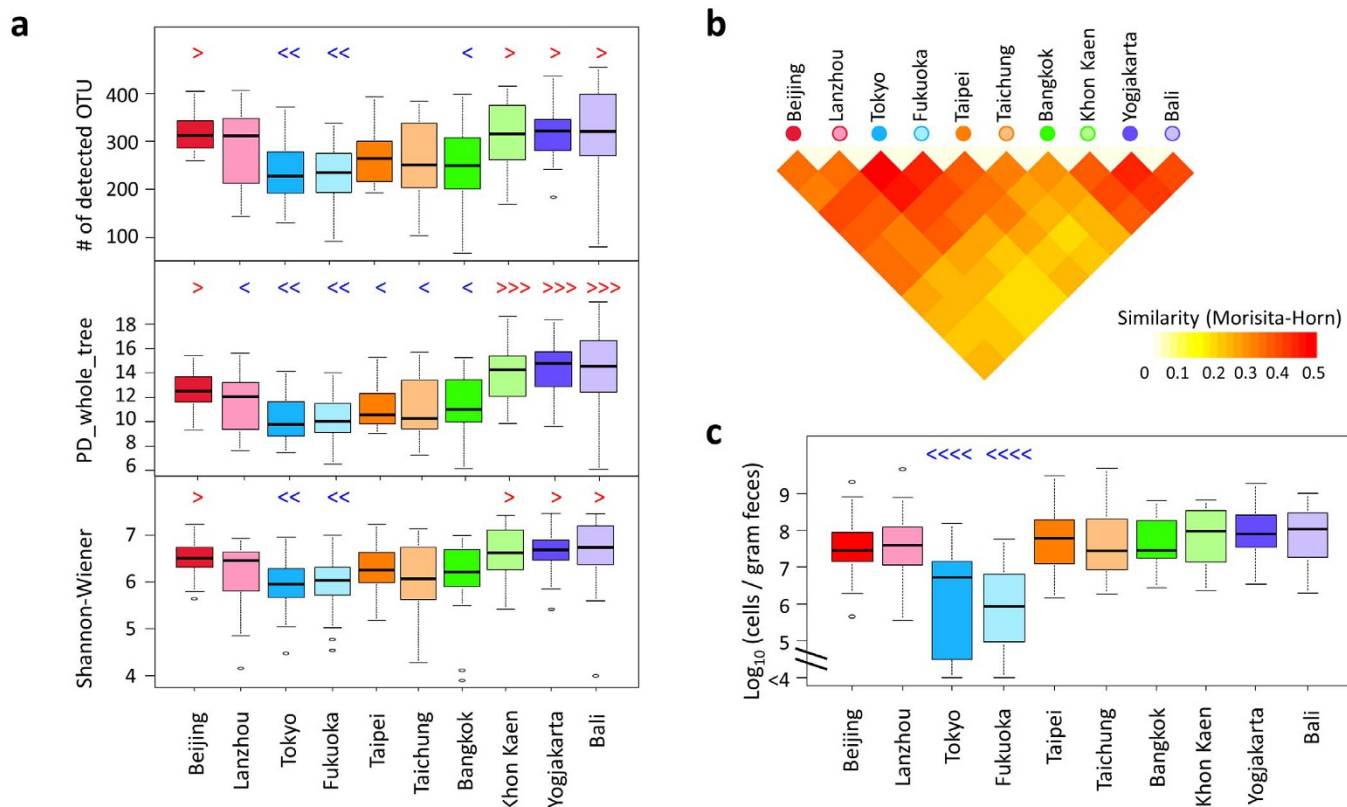 a
# of detected OTU
400
300
200
100
> << << < > > >
PD_whole_tree
18
16
14
12
10
8
6
> < << << < < < >>> >>> >>>
Shannon-Wiener
7
6
5
4
> << << > > >
Beijing
Lanzhou
Tokyo
Fukuoka
Taipei
Taichung
Bangkok
Khon Kaen
Yogjakarta
Bali
b
Beijing
Lanzhou
Tokyo
Fukuoka
Taipei
Taichung
Bangkok
Khon Kaen
Yogjakarta
Bali
Similarity (Morisita-Horn)
0 0.1 0.2 0.3 0.4 0.5
c
Log10 (cells / gram feces)
9
8
7
6
5
<4
<<<< <<<<
Beijing
Lanzhou
Tokyo
Fukuoka
Taipei
Taichung
Bangkok
Khon Kaen
Yogjakarta
Bali